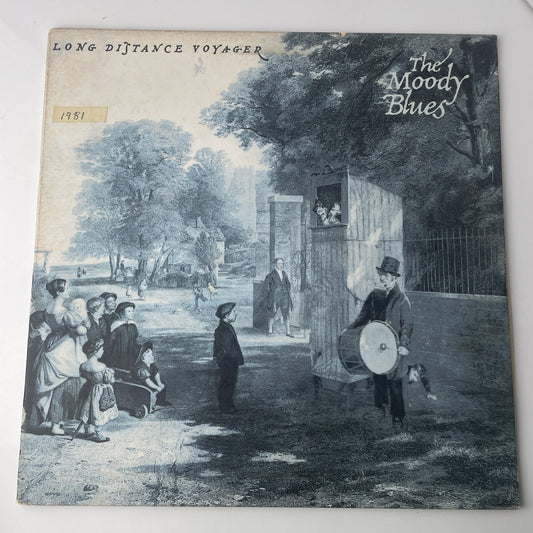 LONG DISTANCE VOYAGER
The
Moody
Blues
1981